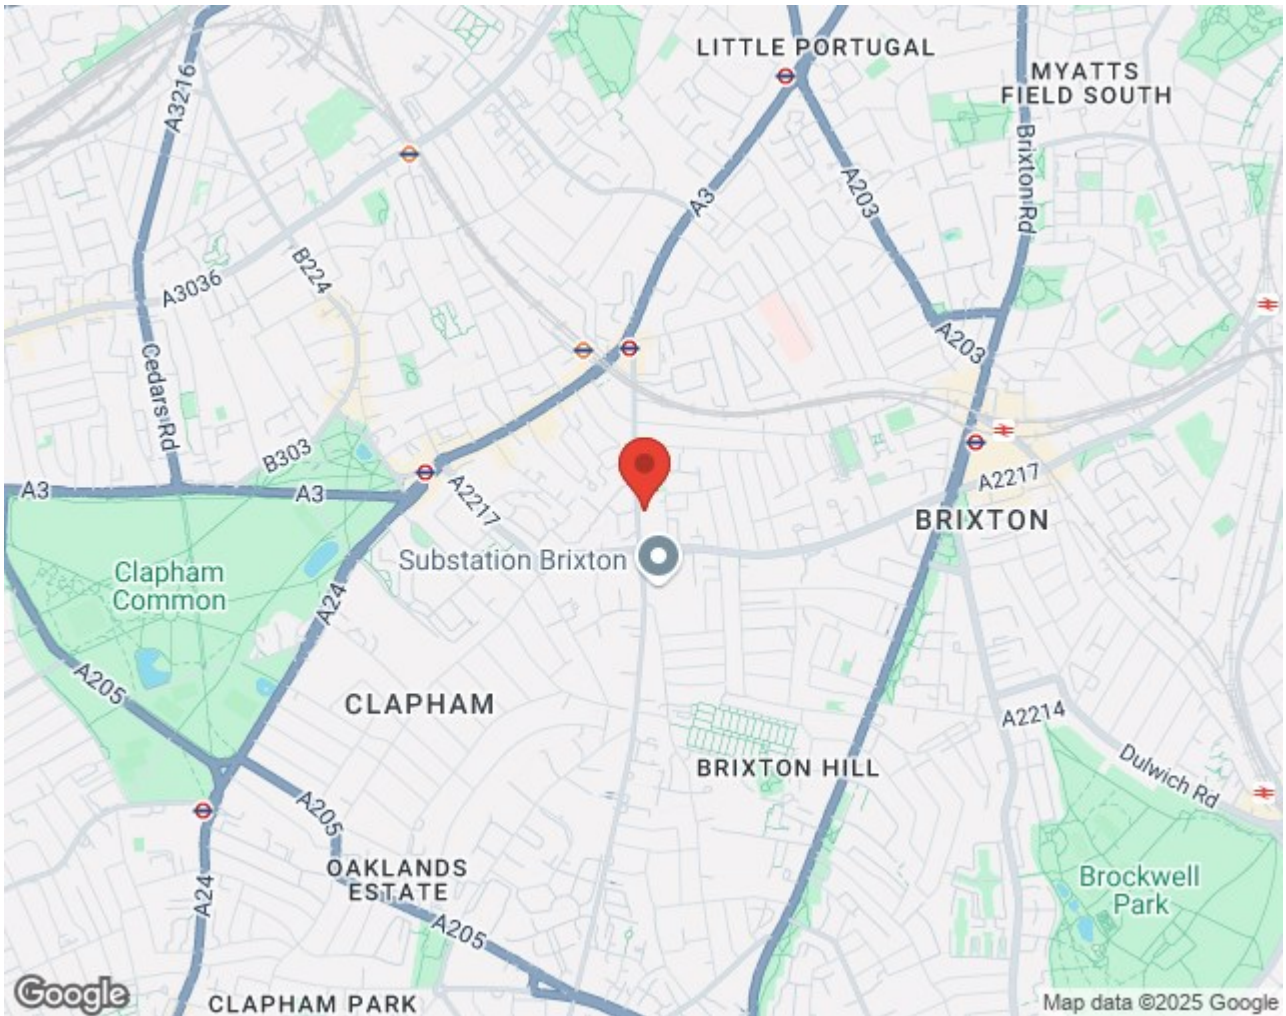 LITTLE PORTUGAL
MYATTS
FIELD SOUTH
A3216
Brixton Rd
A203
A3
B224
A3036
A203
Cedars Rd
B303
A3
A3
A2217
A2217
BRIXTON
Substation Brixton
Clapham
Common
A24
A205
CLAPHAM
A2214
BRIXTON HILL
Dulwich Rd
A205
OAKLANDS
ESTATE
Brockwell
Park
A24
A205
Google
CLAPHAM PARK
Map data ©2025 Google